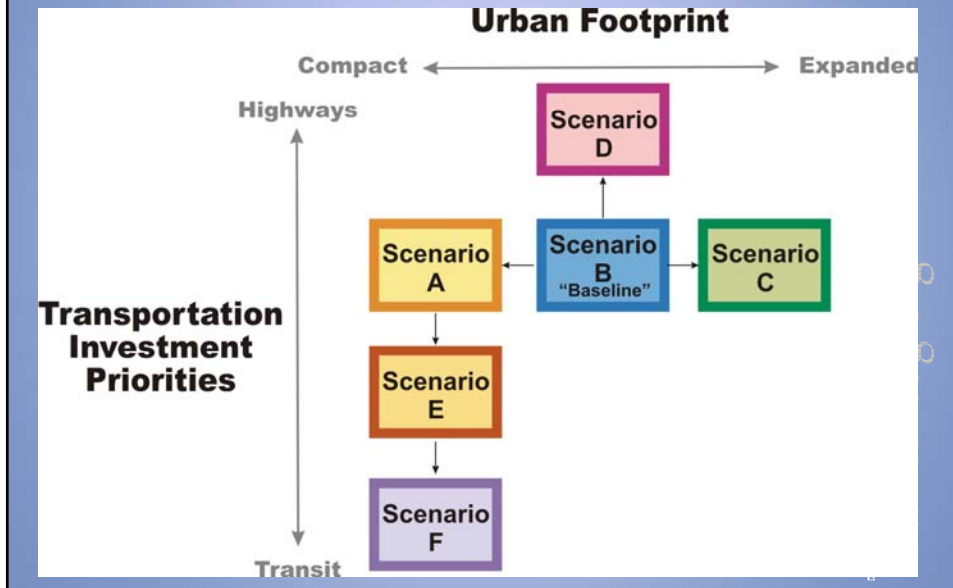 Urban Footprint
Compact
Expanded
Highways
Scenario
D
Scenario
A
Scenario
B
“Baseline”
Scenario
C
Transportation
Investment
Priorities
Scenario
E
Scenario
F
Transit